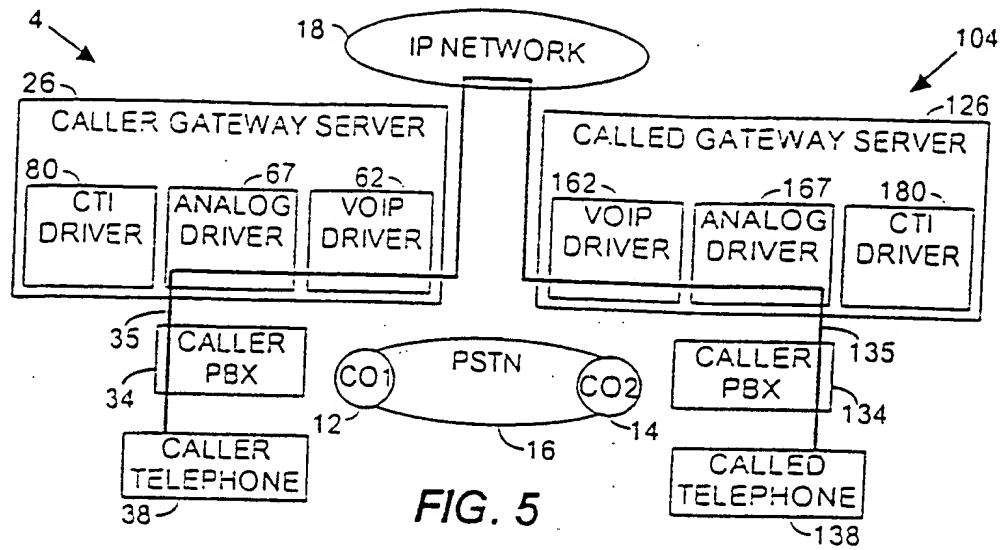 4
18
IP NETWORK
104
26
CALLER GATEWAY SERVER
126
CALLED GATEWAY SERVER
80
CTI
DRIVER
67
ANALOG
DRIVER
62
VOIP
DRIVER
162
VOIP
DRIVER
167
ANALOG
DRIVER
180
CTI
DRIVER
35
CALLER
PBX
34
PSTN
CO1
CO2
12
16
14
135
CALLER
PBX
134
CALLER
TELEPHONE
38
CALLED
TELEPHONE
138
FIG. 5